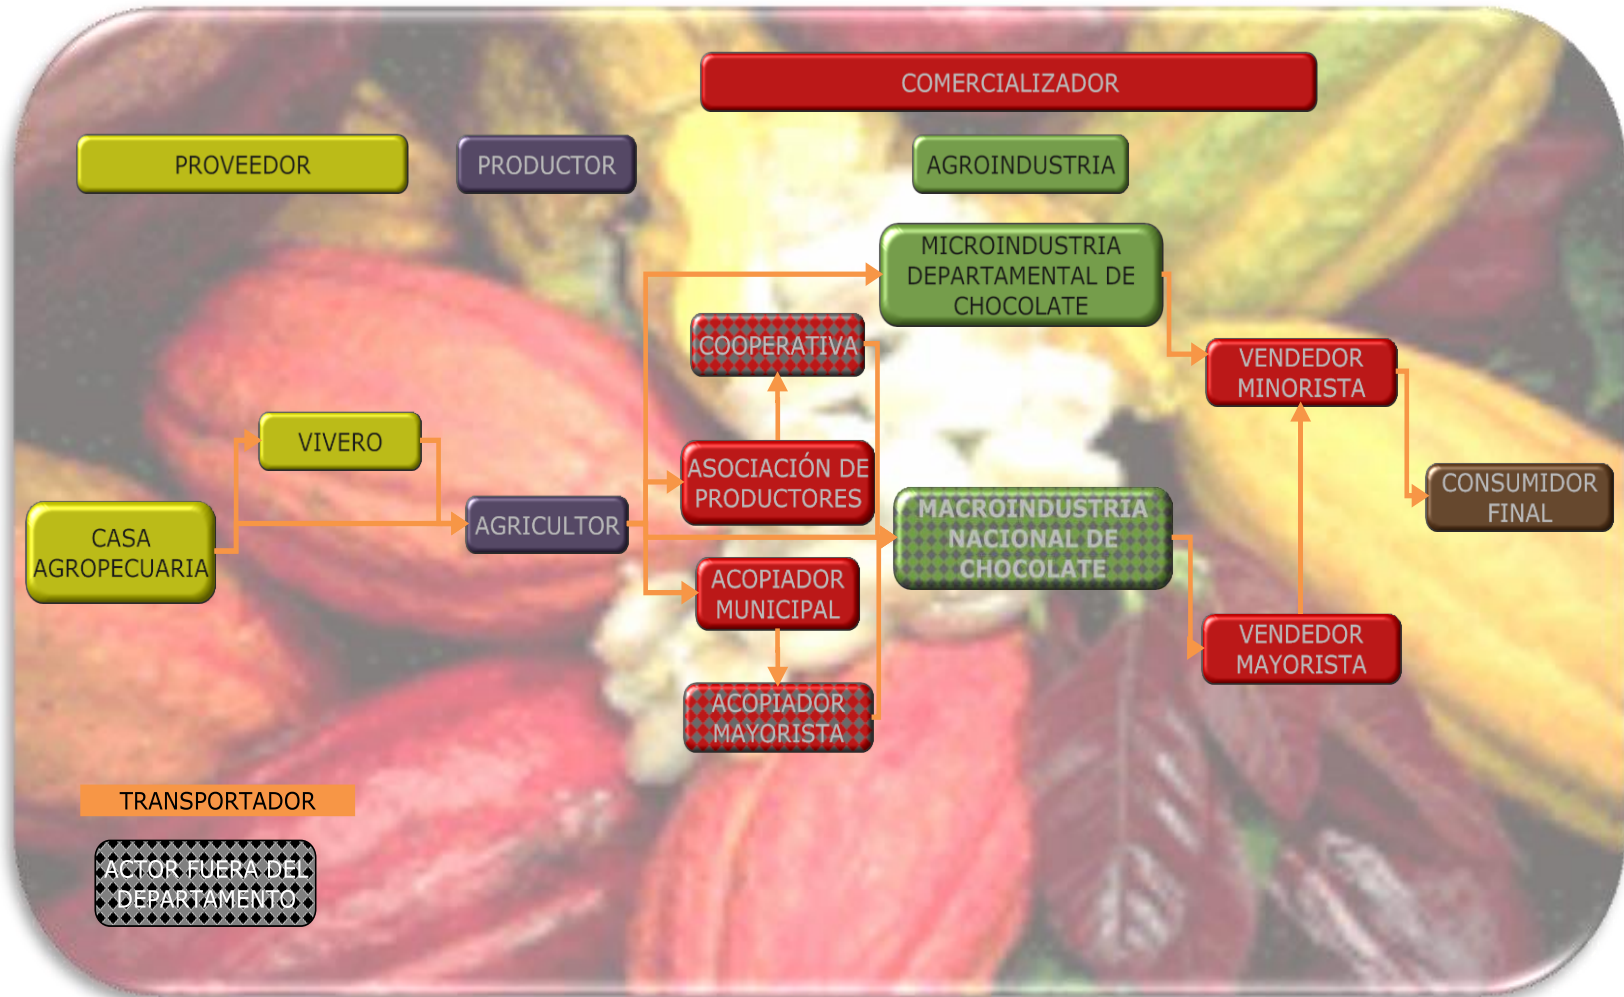 COMERCIALIZADOR
PROVEEDOR
PRODUCTOR
AGROINDUSTRIA
MICROINDUSTRIA
DEPARTAMENTAL DE
CHOCOLATE
COOPERATIVA
VENDEDOR
MINORISTA
VIVERO
ASOCIACIÓN DE
PRODUCTORES
CONSUMIDOR
FINAL
CASA
AGROPECUARIA
AGRICULTOR
MACROINDUSTRIA
NACIONAL DE
CHOCOLATE
ACOPIADOR
MUNICIPAL
VENDEDOR
MAYORISTA
ACOPIADOR
MAYORISTA
TRANSPORTADOR
ACTOR FUERA DEL
DEPARTAMENTO